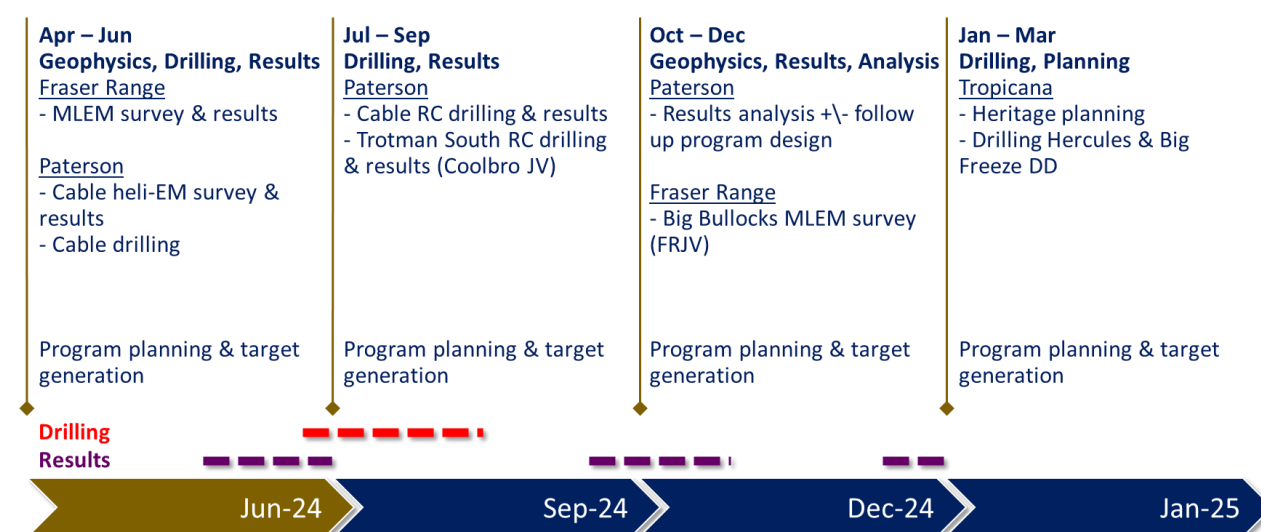 Apr – Jun
Geophysics, Drilling, Results
Fraser Range
- MLEM survey & results
Paterson
- Cable heli-EM survey &
results
- Cable drilling
Program planning & target
generation
Jul – Sep
Drilling, Results
Paterson
- Cable RC drilling & results
- Trotman South RC drilling
& results (Coolbro JV)
Program planning & target
generation
Oct – Dec
Geophysics, Results, Analysis
Paterson
- Results analysis +\- follow
up program design
Fraser Range
- Big Bullocks MLEM survey
(FRJV)
Program planning & target
generation
Jan – Mar
Drilling, Planning
Tropicana
- Heritage planning
- Drilling Hercules & Big
Freeze DD
Program planning & target
generation
Drilling
Results
Jun-24
Sep-24
Dec-24
Jan-25